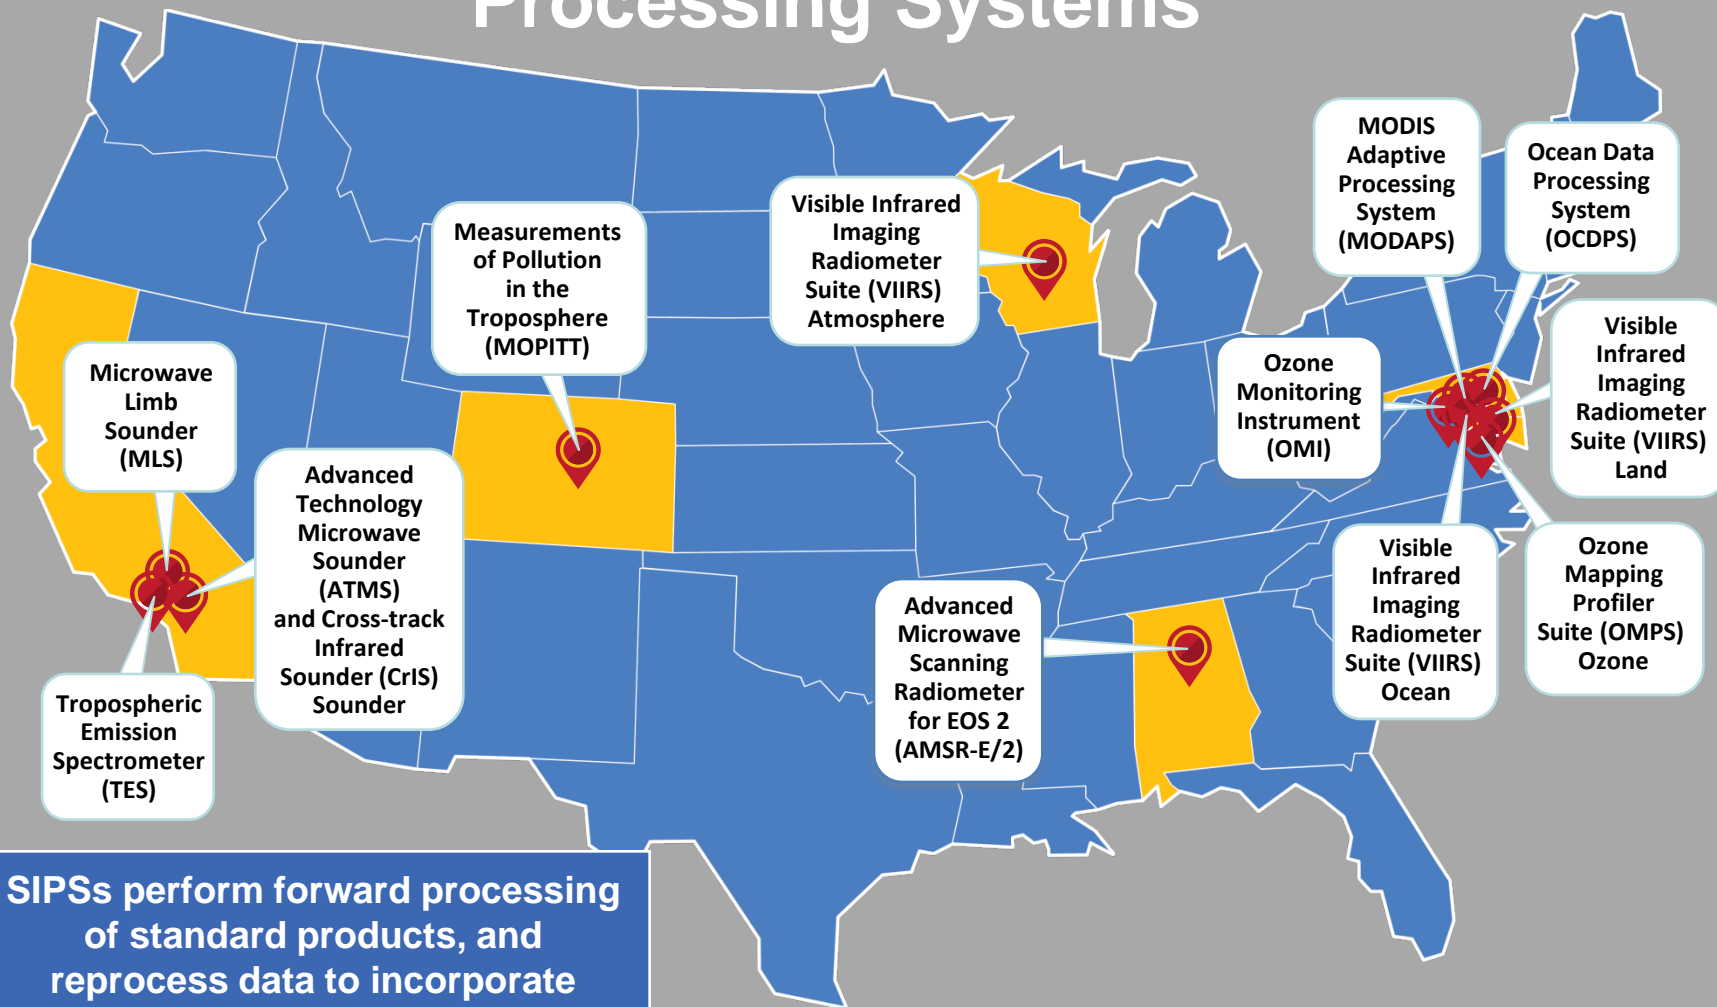 Processing Systems
MODIS
Adaptive
Processing
System
(MODAPS)
Ocean Data
Processing
System
(OCDPS)
Visible Infrared
Imaging
Radiometer
Suite (VIIRS)
Atmosphere
Measurements
of Pollution
in the
Troposphere
(MOPITT)
Visible
Infrared
Imaging
Radiometer
Suite (VIIRS)
Land
Ozone
Monitoring
Instrument
(OMI)
Microwave
Limb
Sounder
(MLS)
Advanced
Technology
Microwave
Sounder
(ATMS)
and Cross-track
Infrared
Sounder (CrIS)
Sounder
Visible
Infrared
Imaging
Radiometer
Suite (VIIRS)
Ocean
Ozone
Mapping
Profiler
Suite (OMPS)
Ozone
Advanced
Microwave
Scanning
Radiometer
for EOS 2
(AMSR-E/2)
Tropospheric
Emission
Spectrometer
(TES)
SIPSs perform forward processing
of standard products, and
reprocess data to incorporate